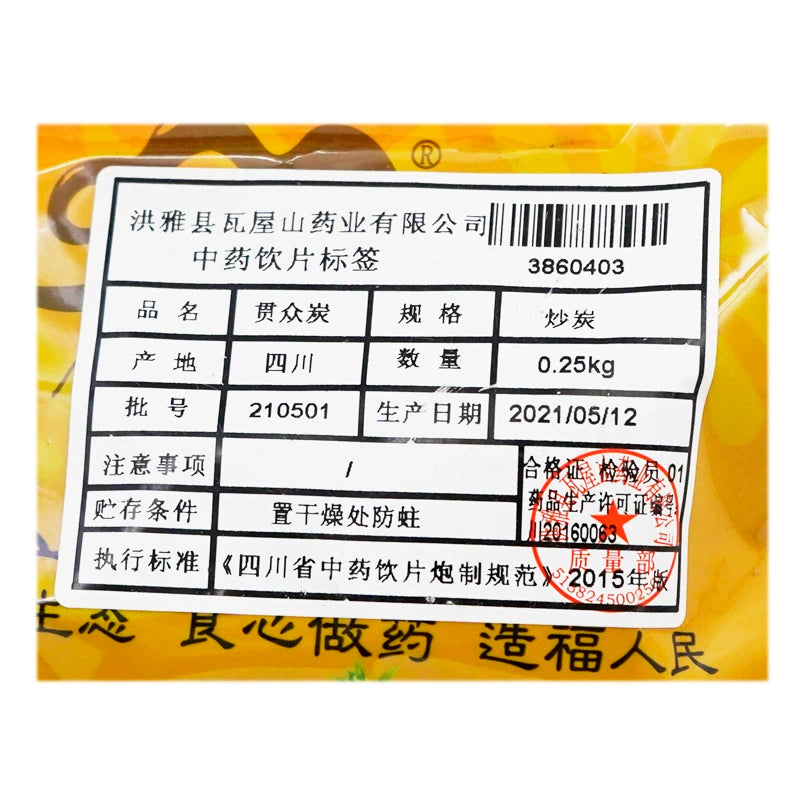 ®
洪雅县瓦屋山药业有限公司
中药饮片标签
3860403
品名 贯众炭 规格 炒炭
产地 四川 数量 0.25kg
批号 210501 生产日期 2021/05/12
注意事项 /
合格证 检验员 01
药品生产许可证编号:
川20160063
贮存条件 置干燥处防蛀
执行标准 《四川省中药饮片炮制规范》2015年版
质量部
生态 良心做药 造福人民